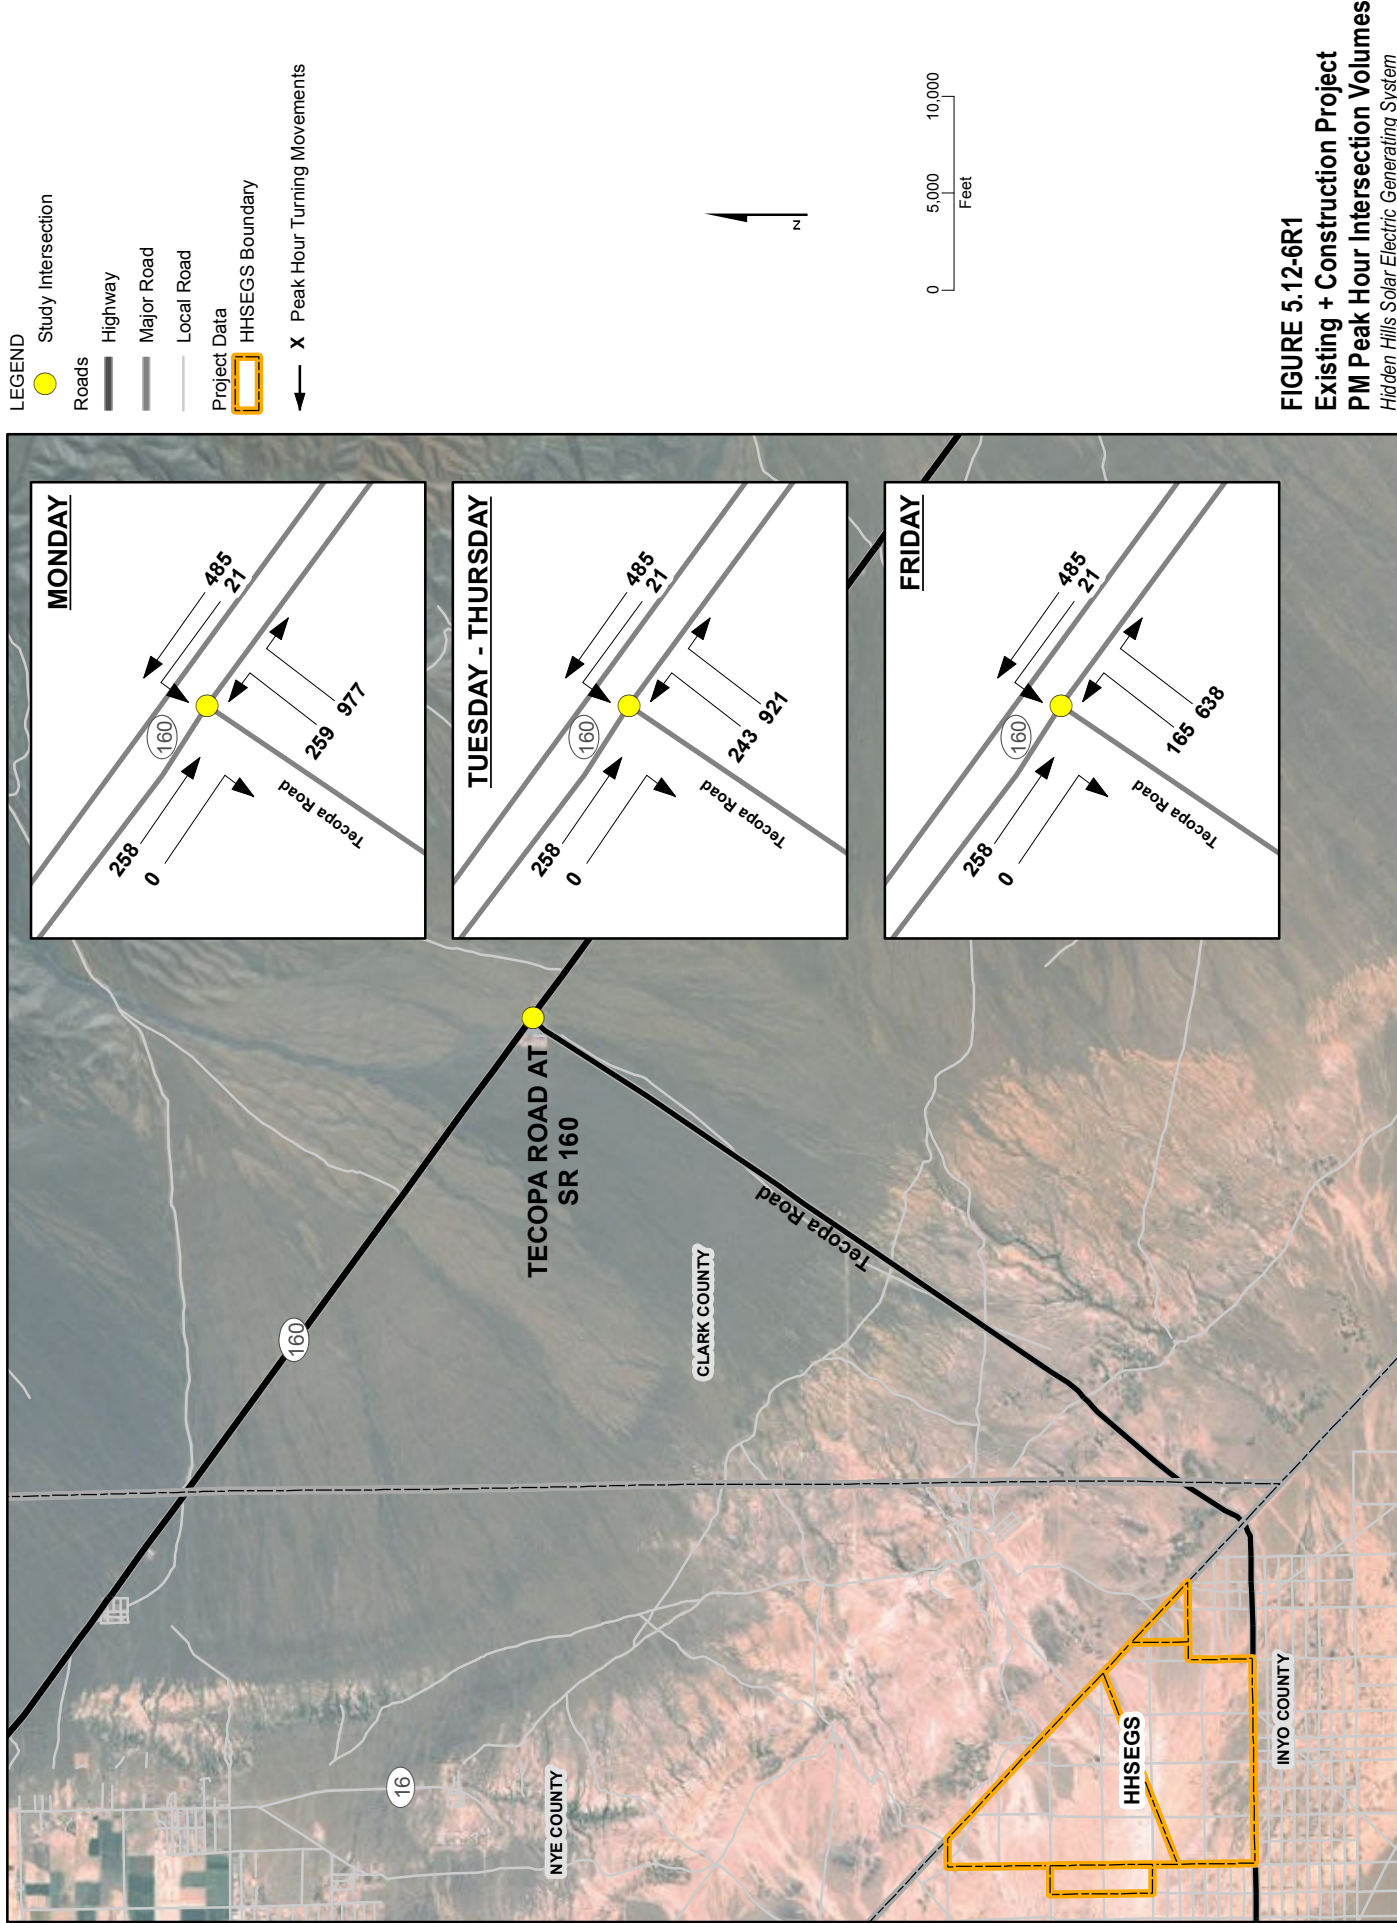 160
16
TECOPA ROAD AT
SR 160
Tecopa Road
CLARK COUNTY
NYE COUNTY
HHSEGS
INYO COUNTY
MONDAY
160
485
21
258
0
259
977
Tecopa Road
TUESDAY - THURSDAY
160
485
21
258
0
243
921
Tecopa Road
FRIDAY
160
485
21
258
0
165
638
Tecopa Road
LEGEND
Study Intersection
Roads
Highway
Major Road
Local Road
Project Data
HHSEGS Boundary
X Peak Hour Turning Movements
N
0 5,000 10,000
Feet
FIGURE 5.12-6R1
Existing + Construction Project
PM Peak Hour Intersection Volumes
Hidden Hills Solar Electric Generating System